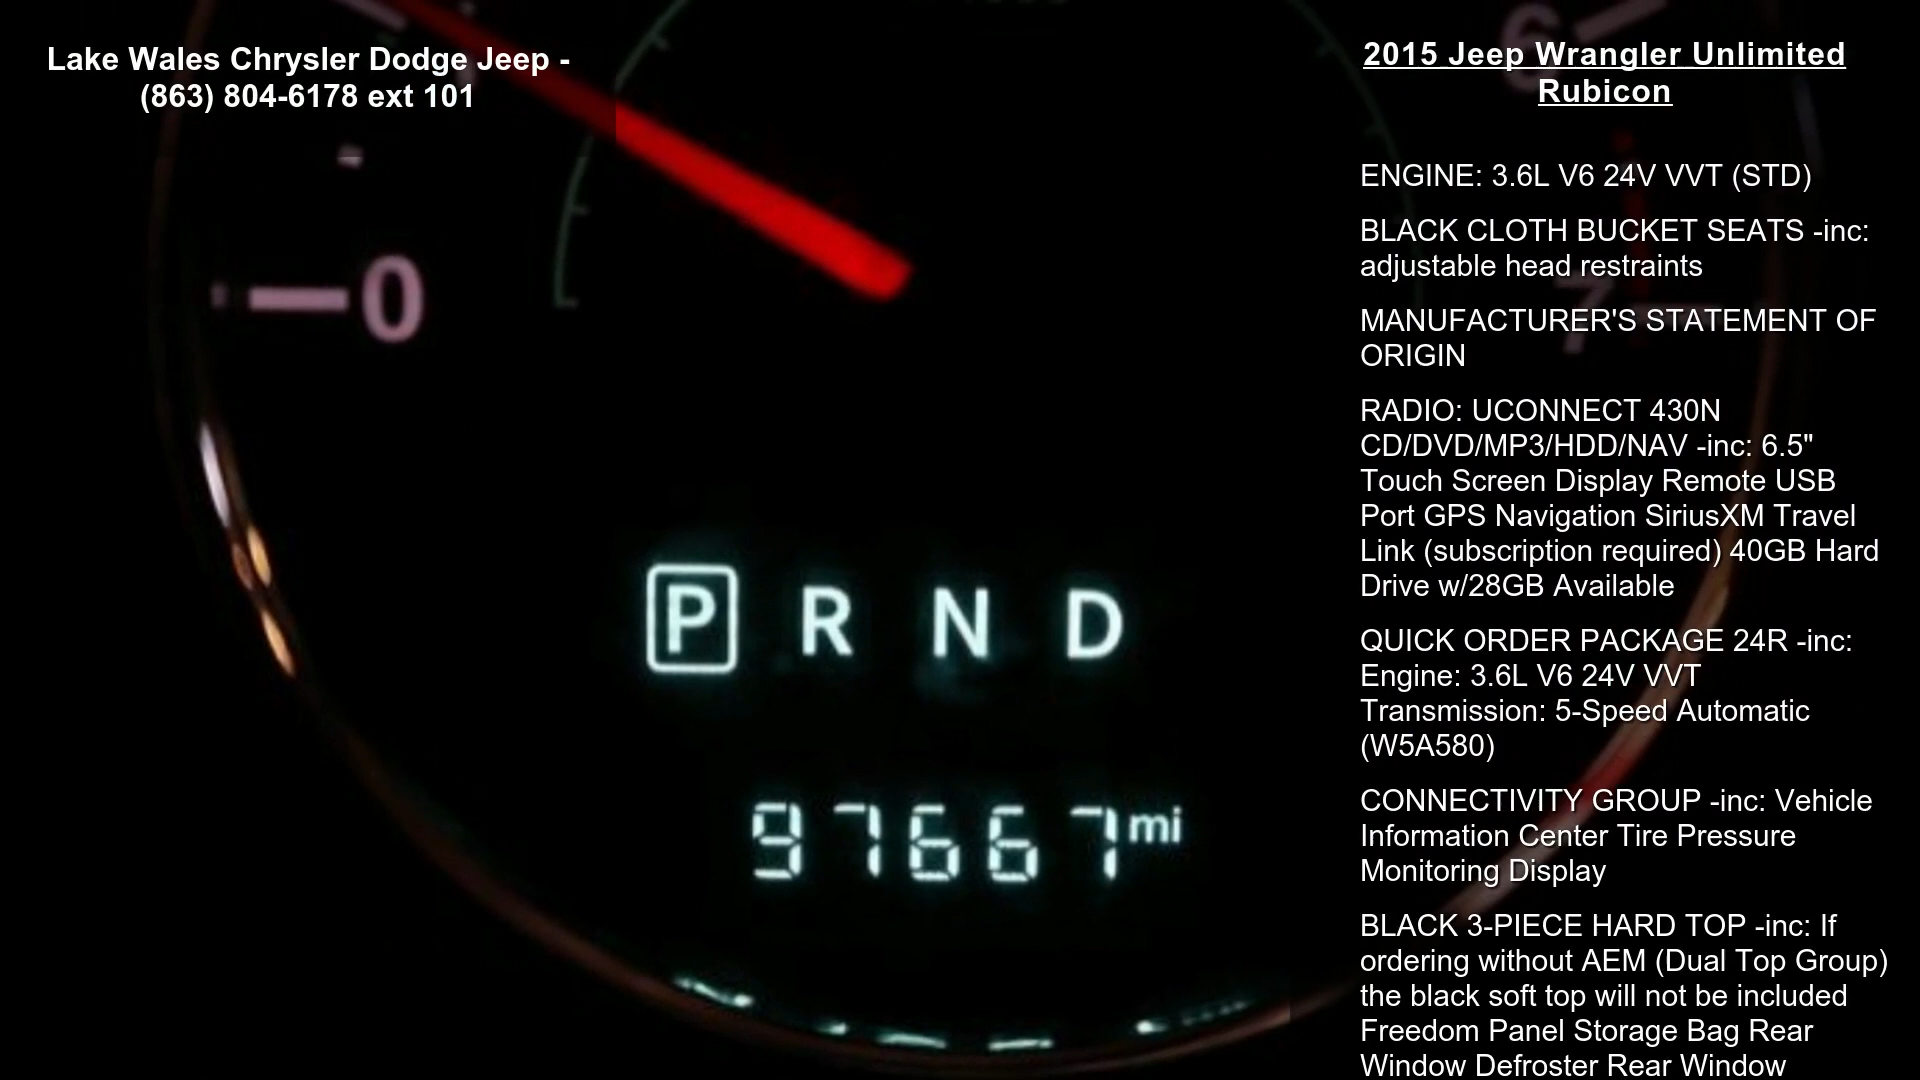 Lake Wales Chrysler Dodge Jeep -
(863) 804-6178 ext 101
2015 Jeep Wrangler Unlimited
Rubicon
ENGINE: 3.6L V6 24V VVT (STD)
BLACK CLOTH BUCKET SEATS -inc:
adjustable head restraints
MANUFACTURER'S STATEMENT OF
ORIGIN
RADIO: UCONNECT 430N
CD/DVD/MP3/HDD/NAV -inc: 6.5"
Touch Screen Display Remote USB
Port GPS Navigation SiriusXM Travel
Link (subscription required) 40GB Hard
Drive w/28GB Available
QUICK ORDER PACKAGE 24R -inc:
Engine: 3.6L V6 24V VVT
Transmission: 5-Speed Automatic
(W5A580)
CONNECTIVITY GROUP -inc: Vehicle
Information Center Tire Pressure
Monitoring Display
BLACK 3-PIECE HARD TOP -inc: If
ordering without AEM (Dual Top Group)
the black soft top will not be included
Freedom Panel Storage Bag Rear
Window Defroster Rear Window
0
6
7
P R N D
97667 mi